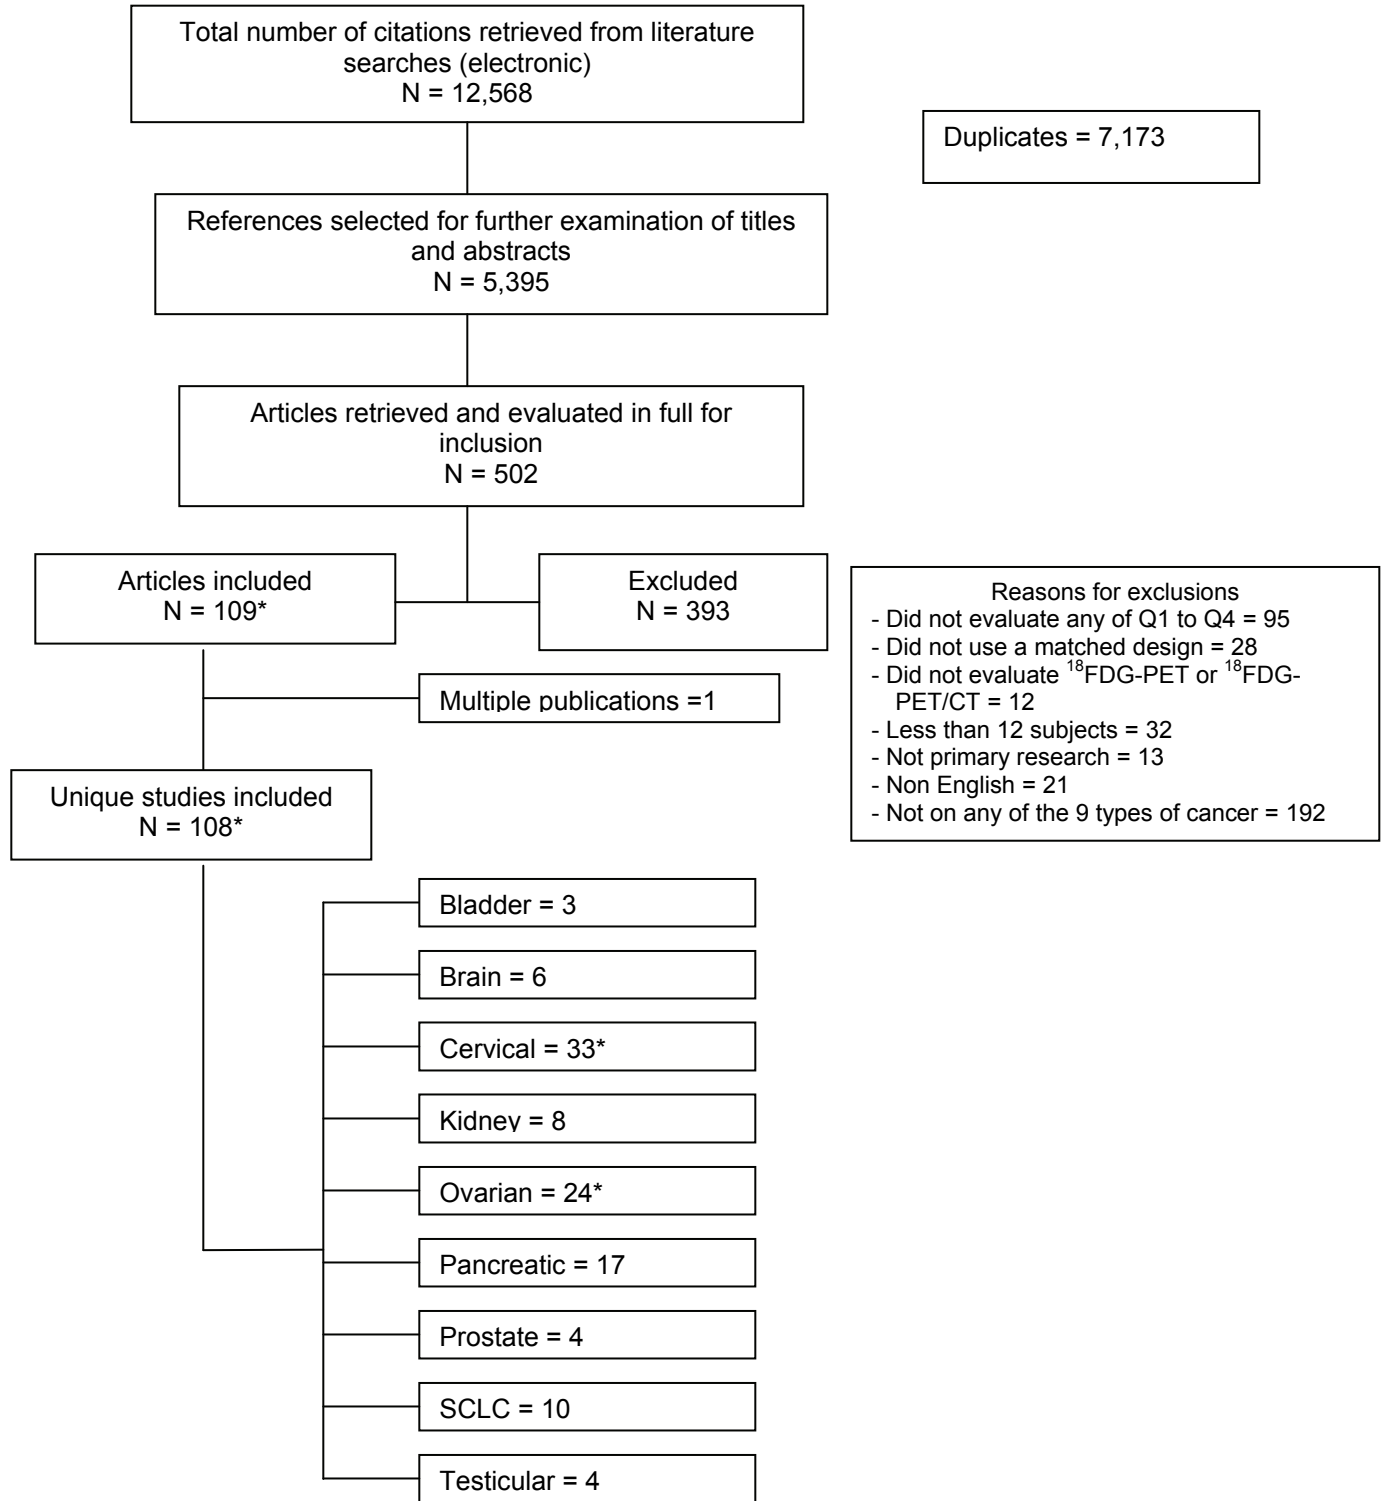 Total number of citations retrieved from literature
searches (electronic)
N = 12,568
Duplicates = 7,173
References selected for further examination of titles
and abstracts
N = 5,395
Articles retrieved and evaluated in full for
inclusion
N = 502
Articles included
N = 109*
Excluded
N = 393
Reasons for exclusions
- Did not evaluate any of Q1 to Q4 = 95
- Did not use a matched design = 28
- Did not evaluate ¹⁸FDG-PET or ¹⁸FDG-
PET/CT = 12
- Less than 12 subjects = 32
- Not primary research = 13
- Non English = 21
- Not on any of the 9 types of cancer = 192
Multiple publications =1
Unique studies included
N = 108*
Bladder = 3
Brain = 6
Cervical = 33*
Kidney = 8
Ovarian = 24*
Pancreatic = 17
Prostate = 4
SCLC = 10
Testicular = 4